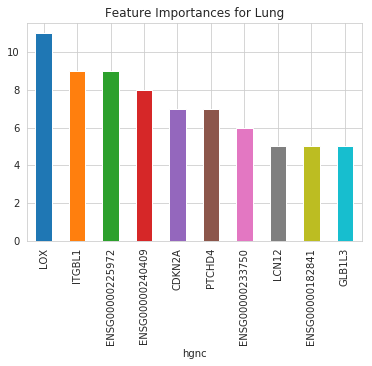 Feature Importances for Lung
10
8
6
4
2
0
LOX
ITGBL1
ENSG00000225972
ENSG00000240409
CDKN2A
PTCHD4
ENSG00000233750
LCN12
ENSG00000182841
GLB1L3
hgnc